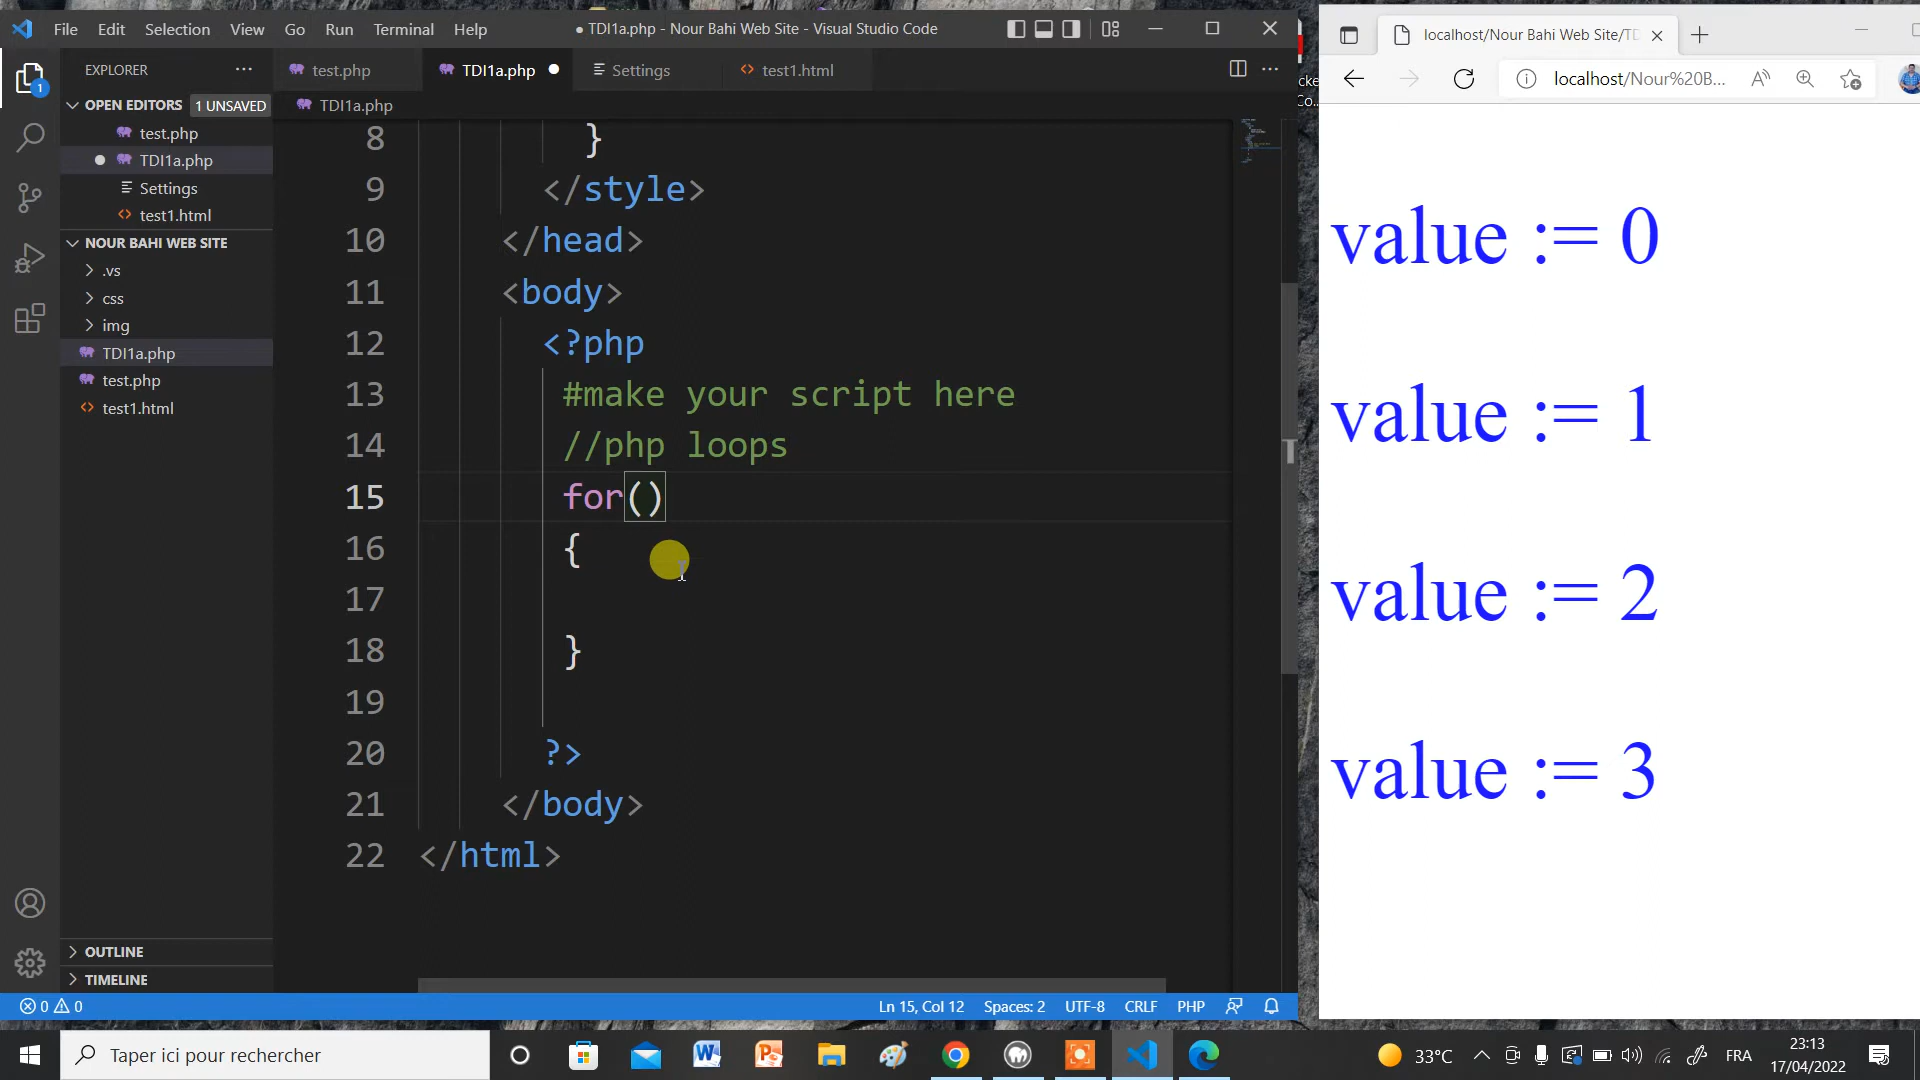 File Edit Selection View Go Run Terminal Help
● TDI1a.php - Nour Bahi Web Site - Visual Studio Code
EXPLORER
OPEN EDITORS 1 UNSAVED
test.php
TDI1a.php
Settings
test1.html
NOUR BAHI WEB SITE
.vs
css
img
TDI1a.php
test.php
test1.html
OUTLINE
TIMELINE
1
test.php TDI1a.php Settings test1.html
TDI1a.php
8 }
9 </style>
10 </head>
11 <body>
12 <?php
13 #make your script here
14 //php loops
15 for()
16 {
17
18 }
19
20 ?>
21 </body>
22 </html>
0 0
Ln 15, Col 12 Spaces: 2 UTF-8 CRLF PHP
localhost/Nour Bahi Web Site/TD
localhost/Nour%20B...
value := 0
value := 1
value := 2
value := 3
Taper ici pour rechercher
33°C
FRA
23:13
17/04/2022